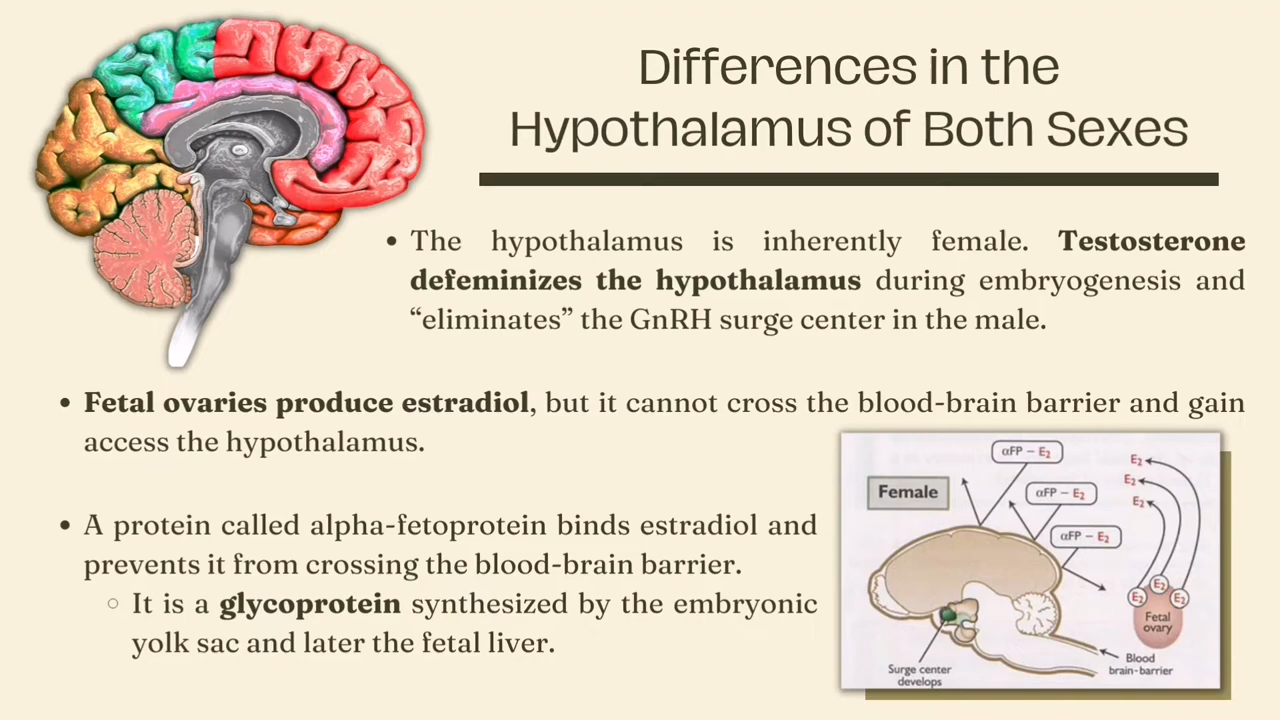 Differences in the
Hypothalamus of Both Sexes
• The hypothalamus is inherently female. Testosterone
defeminizes the hypothalamus during embryogenesis and
“eliminates” the GnRH surge center in the male.
• Fetal ovaries produce estradiol, but it cannot cross the blood-brain barrier and gain
access the hypothalamus.
• A protein called alpha-fetoprotein binds estradiol and
prevents it from crossing the blood-brain barrier.
○ It is a glycoprotein synthesized by the embryonic
yolk sac and later the fetal liver.
αFP – E₂
Female
αFP – E₂
αFP – E₂
E₂
E₂
E₂
E₂
E₂
E₂
Fetal
ovary
Blood
brain-barrier
Surge center
develops